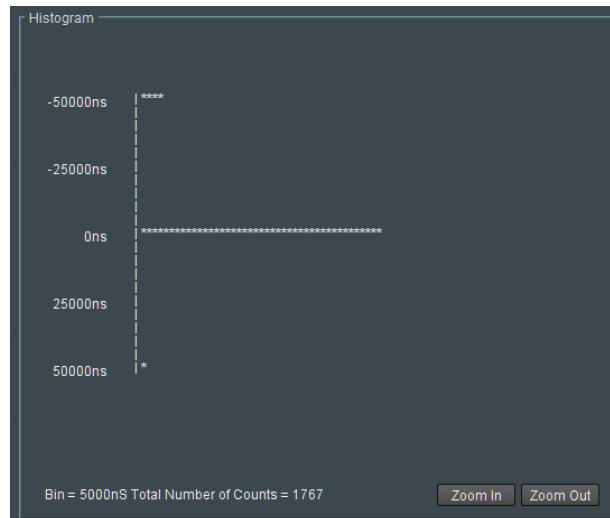 Histogram
-50000ns |****
-25000ns
0ns |*******************************************
25000ns
50000ns |*
Bin = 5000nS Total Number of Counts = 1767
Zoom In Zoom Out